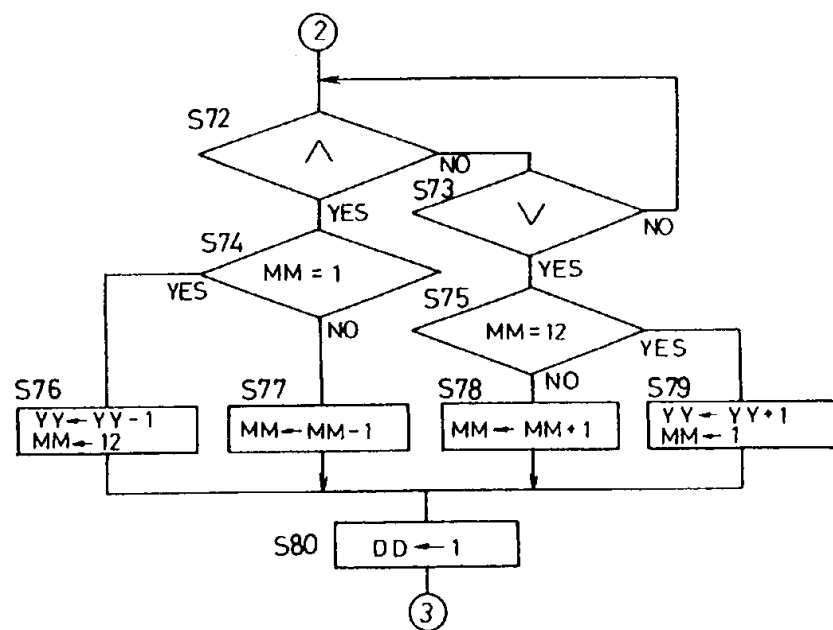 2
S72
∧
NO
YES
S73
∨
NO
YES
S74
MM = 1
YES
NO
S75
MM = 12
YES
NO
S76
YY ← YY - 1
MM ← 12
S77
MM ← MM - 1
S78
MM ← MM + 1
S79
YY ← YY + 1
MM ← 1
S80
DD ← 1
3